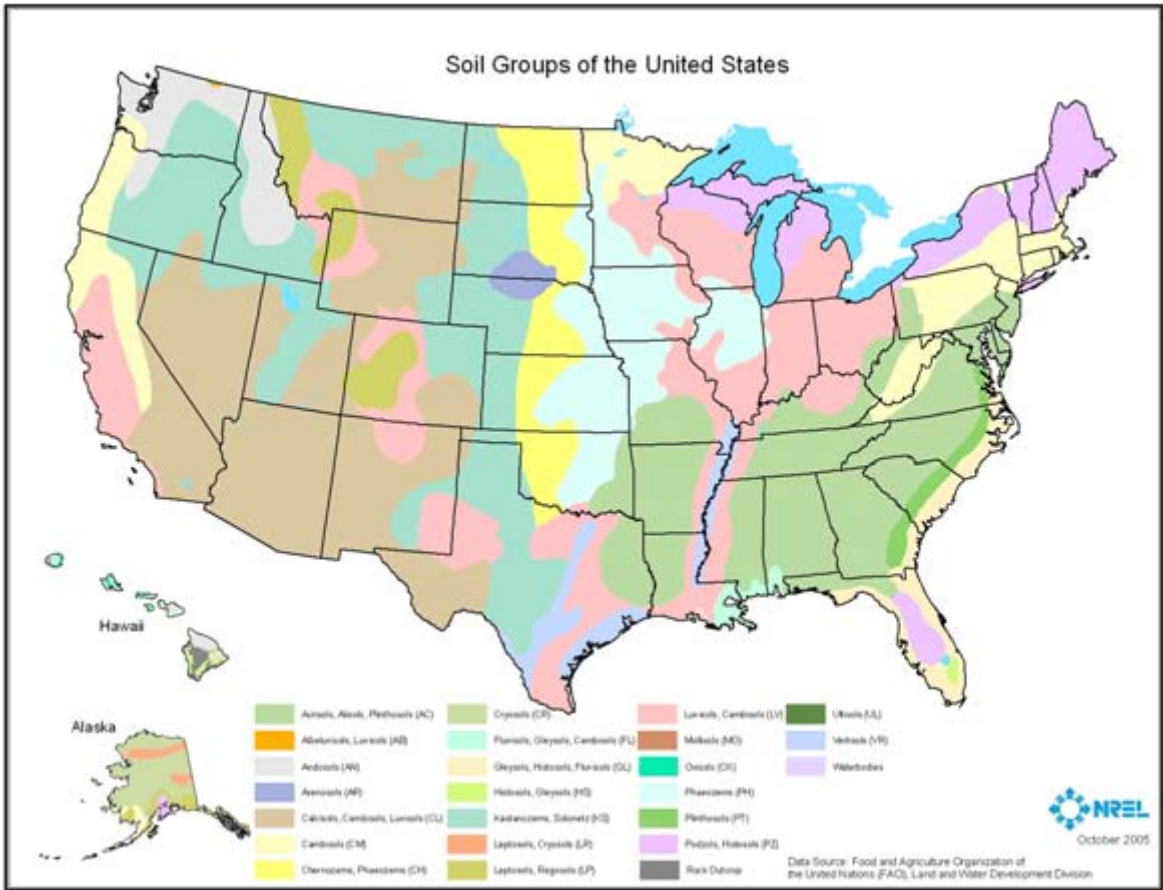 Soil Groups of the United States
Hawaii
Alaska
Acrisols, Alisols, Plinthosols (AC)
Albeluvisols, Luvisols (AB)
Andosols (AN)
Arenosols (AR)
Calcisols, Cambisols, Luvisols (CL)
Cambisols (CM)
Chernozems, Phaeozems (CH)
Cryosols (CR)
Fluvisols, Gleysols, Cambisols (FL)
Gleysols, Histosols, Fluvisols (GL)
Histosols, Gleysols (HS)
Kastanozems, Solonetz (KS)
Leptosols, Cryosols (LR)
Leptosols, Regosols (LP)
Luvisols, Cambisols (LV)
Mollisols (MO)
Oxisols (OX)
Phaeozems (PH)
Plinthosols (PT)
Podzols, Histosols (PZ)
Rock Outcrop
Ultisols (UL)
Vertisols (VR)
Waterbodies
NREL
October 2005
Data Source: Food and Agriculture Organization of
the United Nations (FAO), Land and Water Development Division